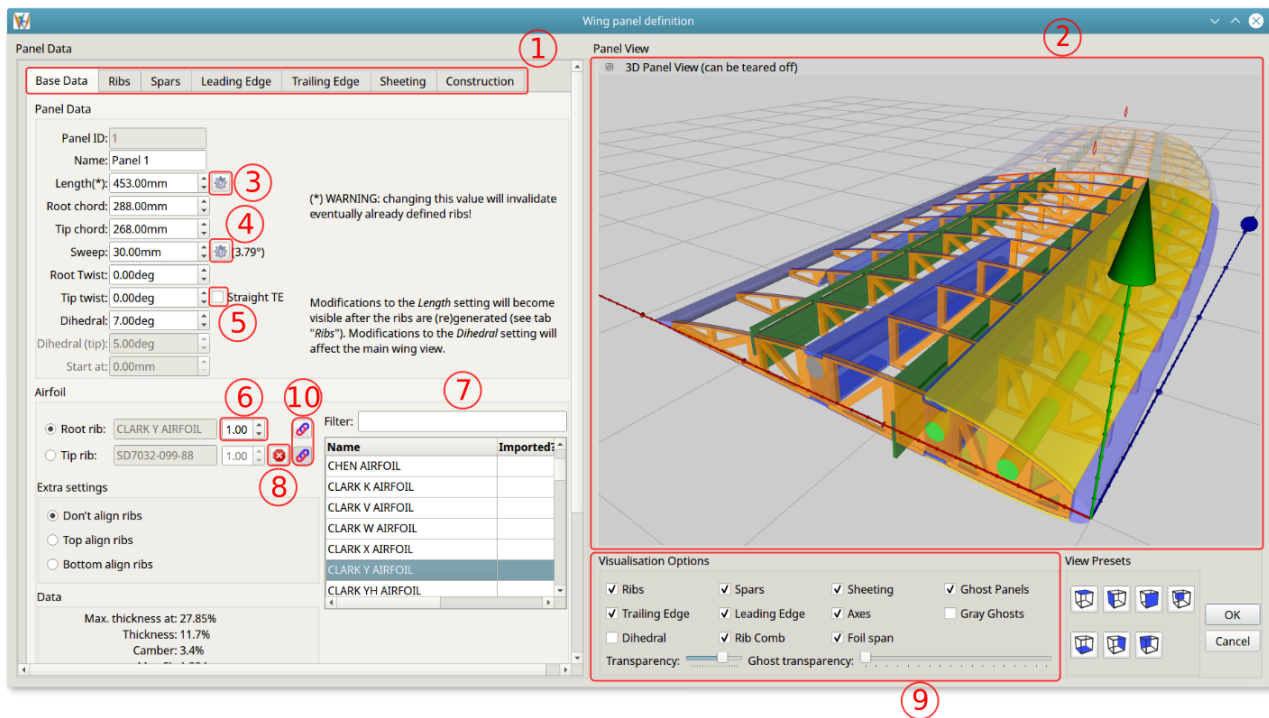 Wing panel definition
Panel Data
1
Base Data Ribs Spars Leading Edge Trailing Edge Sheeting Construction
Panel Data
Panel ID: 1
Name: Panel 1
Length(*): 453.00mm 3
Root chord: 288.00mm
Tip chord: 268.00mm 4
Sweep: 30.00mm (3.79°)
Root Twist: 0.00deg
Tip twist: 0.00deg Straight TE
Dihedral: 7.00deg 5
Dihedral (tip): 5.00deg
Start at: 0.00mm
(*) WARNING: changing this value will invalidate
eventually already defined ribs!
Modifications to the Length setting will become
visible after the ribs are (re)generated (see tab
"Ribs"). Modifications to the Dihedral setting will
affect the main wing view.
Airfoil
6 10 7
Root rib: CLARK Y AIRFOIL 1.00
Tip rib: SD7032-099-88 1.00
8
Extra settings
Don't align ribs
Top align ribs
Bottom align ribs
Data
Max. thickness at: 27.85%
Thickness: 11.7%
Camber: 3.4%
Filter:
Name Imported?
CHEN AIRFOIL
CLARK K AIRFOIL
CLARK V AIRFOIL
CLARK W AIRFOIL
CLARK X AIRFOIL
CLARK Y AIRFOIL
CLARK YH AIRFOIL
Panel View
2
3D Panel View (can be teared off)
Visualisation Options
Ribs Spars Sheeting Ghost Panels
Trailing Edge Leading Edge Axes Gray Ghosts
Dihedral Rib Comb Foil span
Transparency: Ghost transparency:
9
View Presets
OK
Cancel